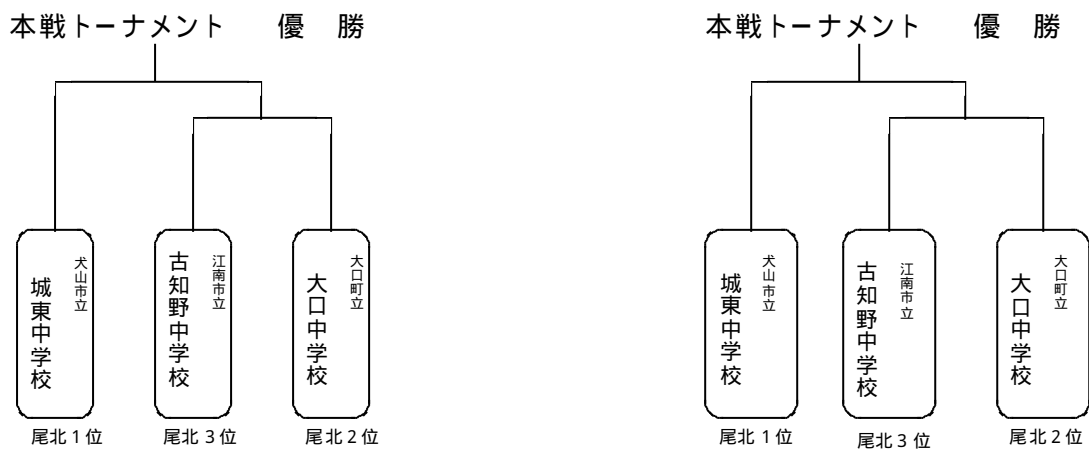 本戦トーナメント 優 勝
犬山市立
城東中学校
尾北1位
江南市立
古知野中学校
尾北3位
大口町立
大口中学校
尾北2位
本戦トーナメント 優 勝
犬山市立
城東中学校
尾北1位
江南市立
古知野中学校
尾北3位
大口町立
大口中学校
尾北2位